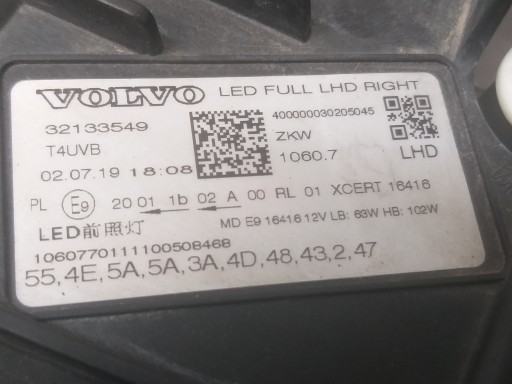 VOLVO LED FULL LHD RIGHT
32133549 400000030205045
T4UVB ZKW
02.07.19 18:08 1060.7 LHD
PL E9 20 01 1b 02 A 00 RL 01 XCERT 16416
LED前照灯 MD E9 16416 12V LB: 63W HB: 102W
1060770111100508468
55,4E,5A,5A,3A,4D,48,43,2,47